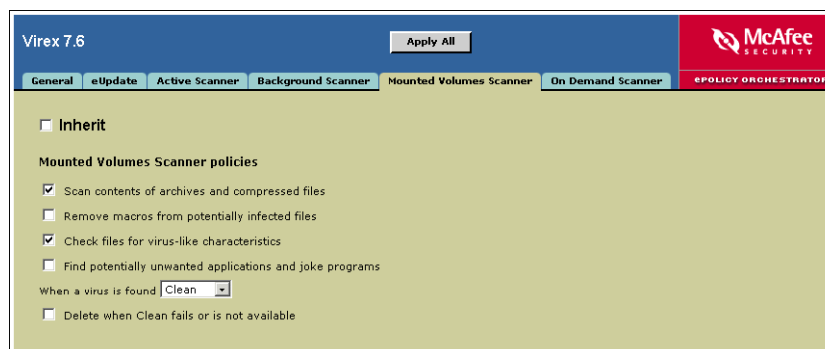 Virex 7.6
Apply All
McAfee
SECURITY
General eUpdate Active Scanner Background Scanner Mounted Volumes Scanner On Demand Scanner
ePOLICY ORCHESTRATOR
Inherit
Mounted Volumes Scanner policies
Scan contents of archives and compressed files
Remove macros from potentially infected files
Check files for virus-like characteristics
Find potentially unwanted applications and joke programs
When a virus is found Clean
Delete when Clean fails or is not available